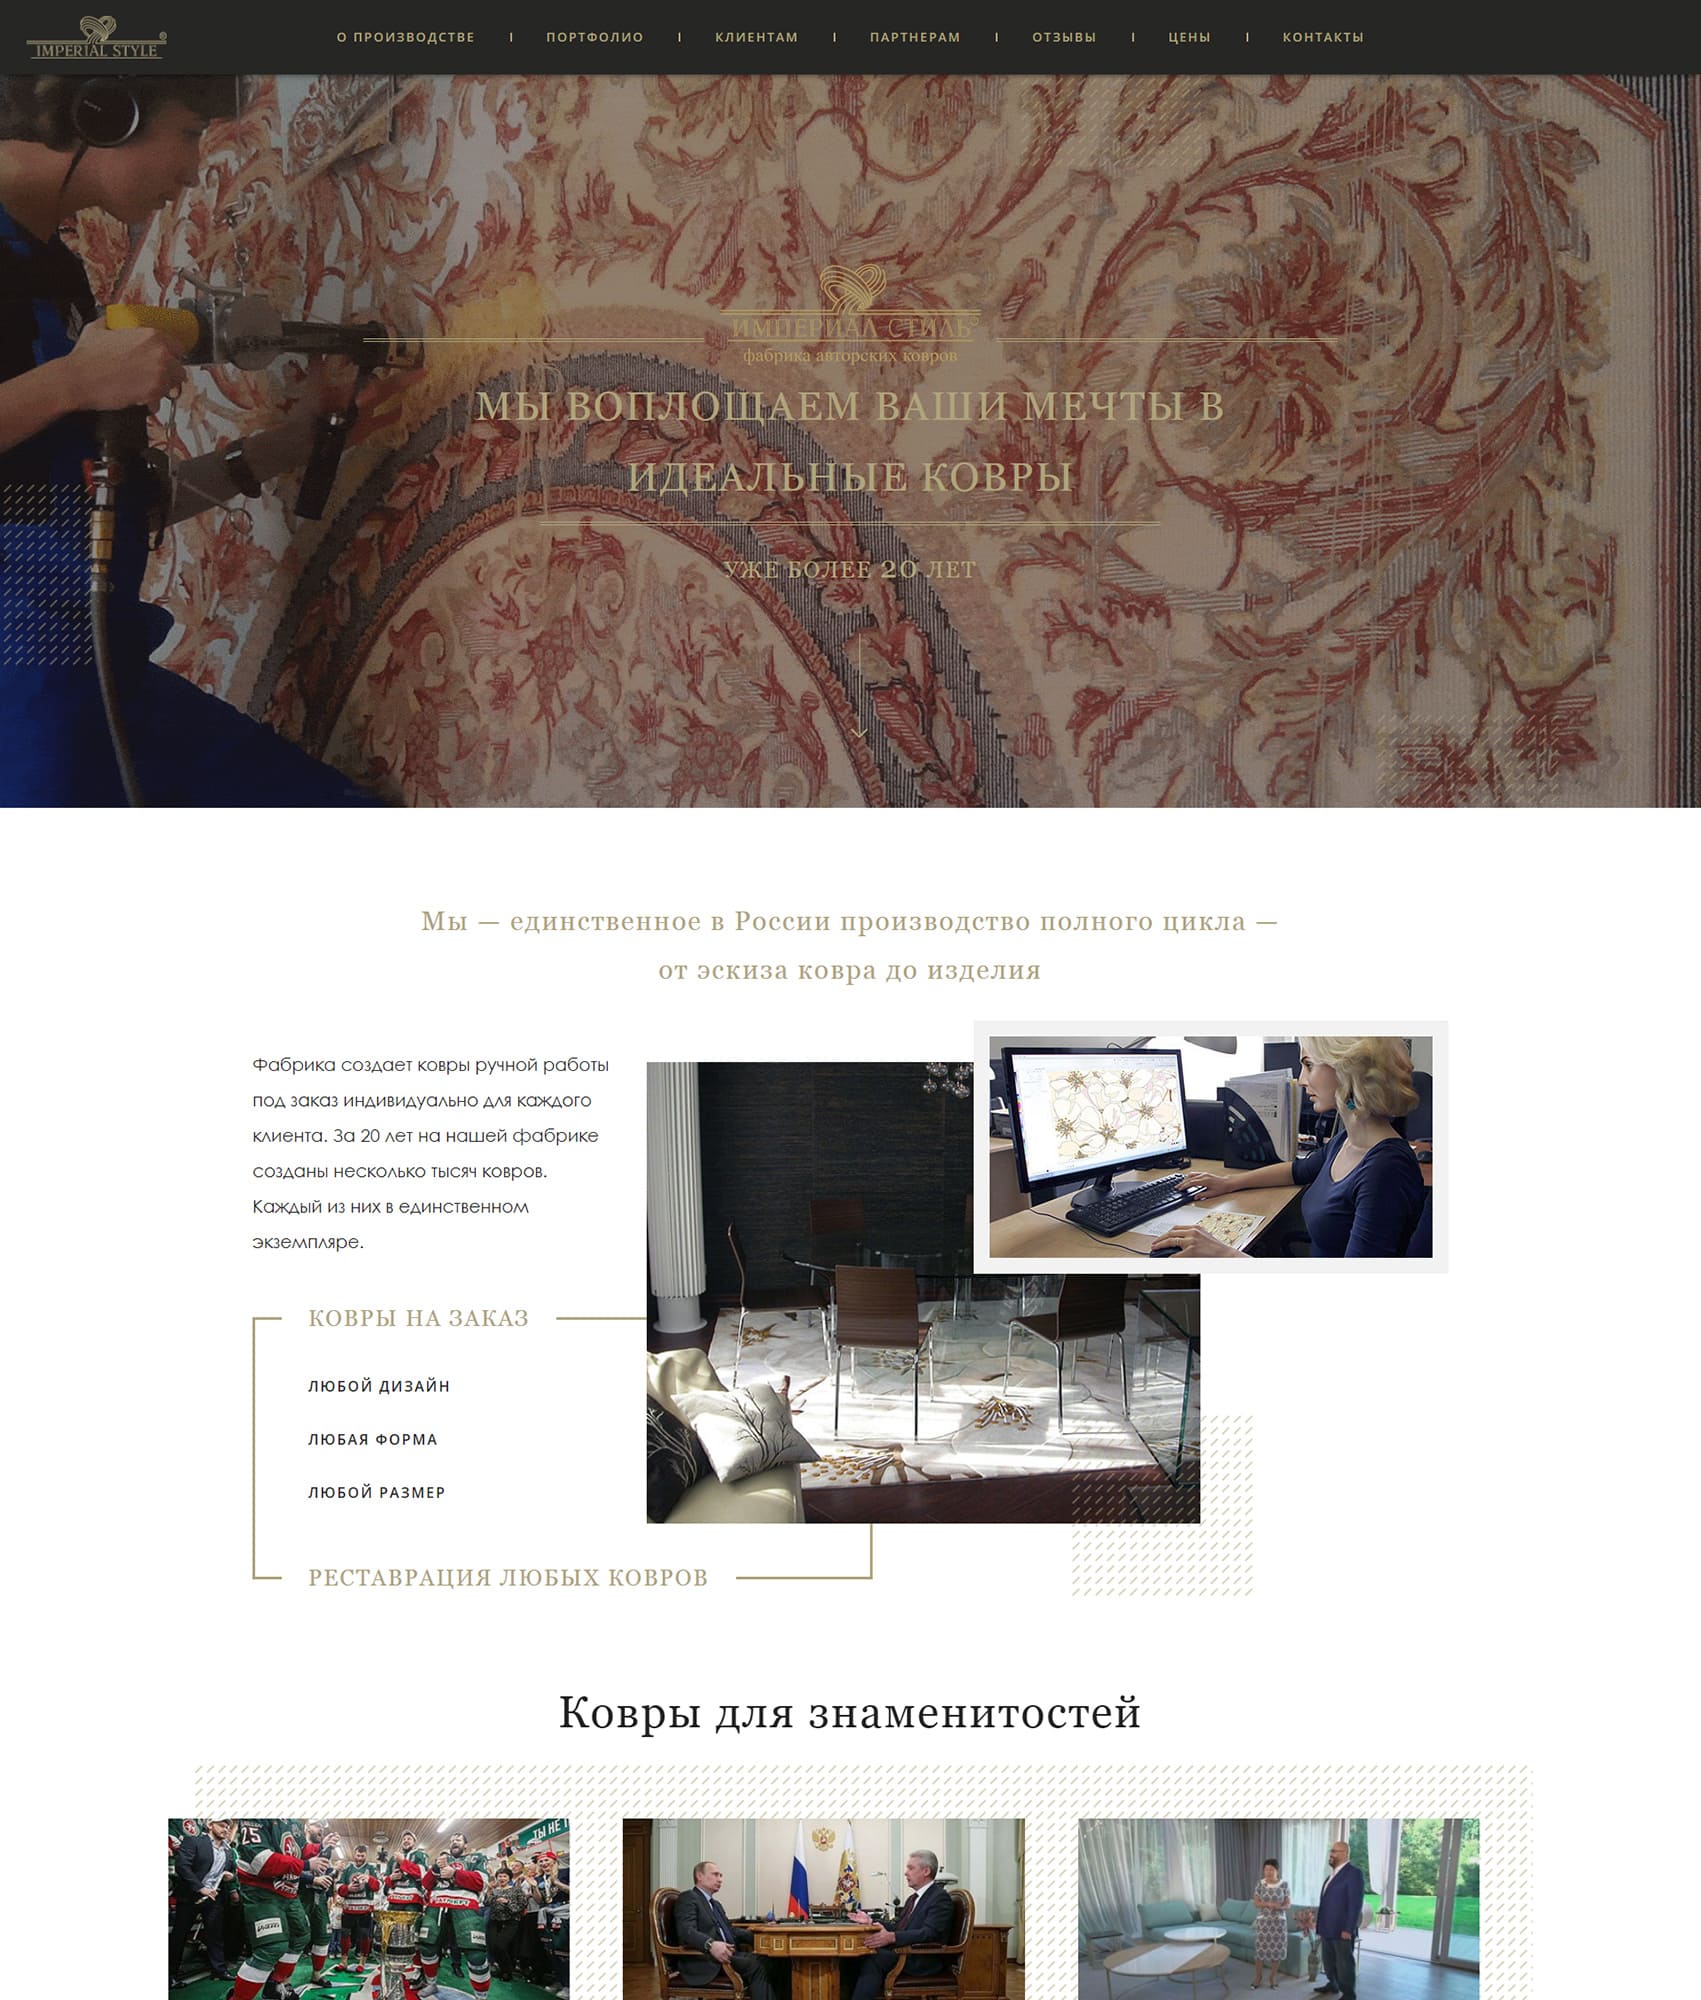 IMPERIAL STYLE®
О ПРОИЗВОДСТВЕ
ПОРТФОЛИО
КЛИЕНТАМ
ПАРТНЕРАМ
ОТЗЫВЫ
ЦЕНЫ
КОНТАКТЫ
SONY
ИМПЕРИАЛ СТИЛЬ®
фабрика авторских ковров
МЫ ВОПЛОЩАЕМ ВАШИ МЕЧТЫ В
ИДЕАЛЬНЫЕ КОВРЫ
УЖЕ БОЛЕЕ 20 ЛЕТ
Мы — единственное в России производство полного цикла —
от эскиза ковра до изделия
Фабрика создает ковры ручной работы
под заказ индивидуально для каждого
клиента. За 20 лет на нашей фабрике
созданы несколько тысяч ковров.
Каждый из них в единственном
экземпляре.
КОВРЫ НА ЗАКАЗ
ЛЮБОЙ ДИЗАЙН
ЛЮБАЯ ФОРМА
ЛЮБОЙ РАЗМЕР
РЕСТАВРАЦИЯ ЛЮБЫХ КОВРОВ
Ковры для знаменитостей
25
ТЫ НЕ